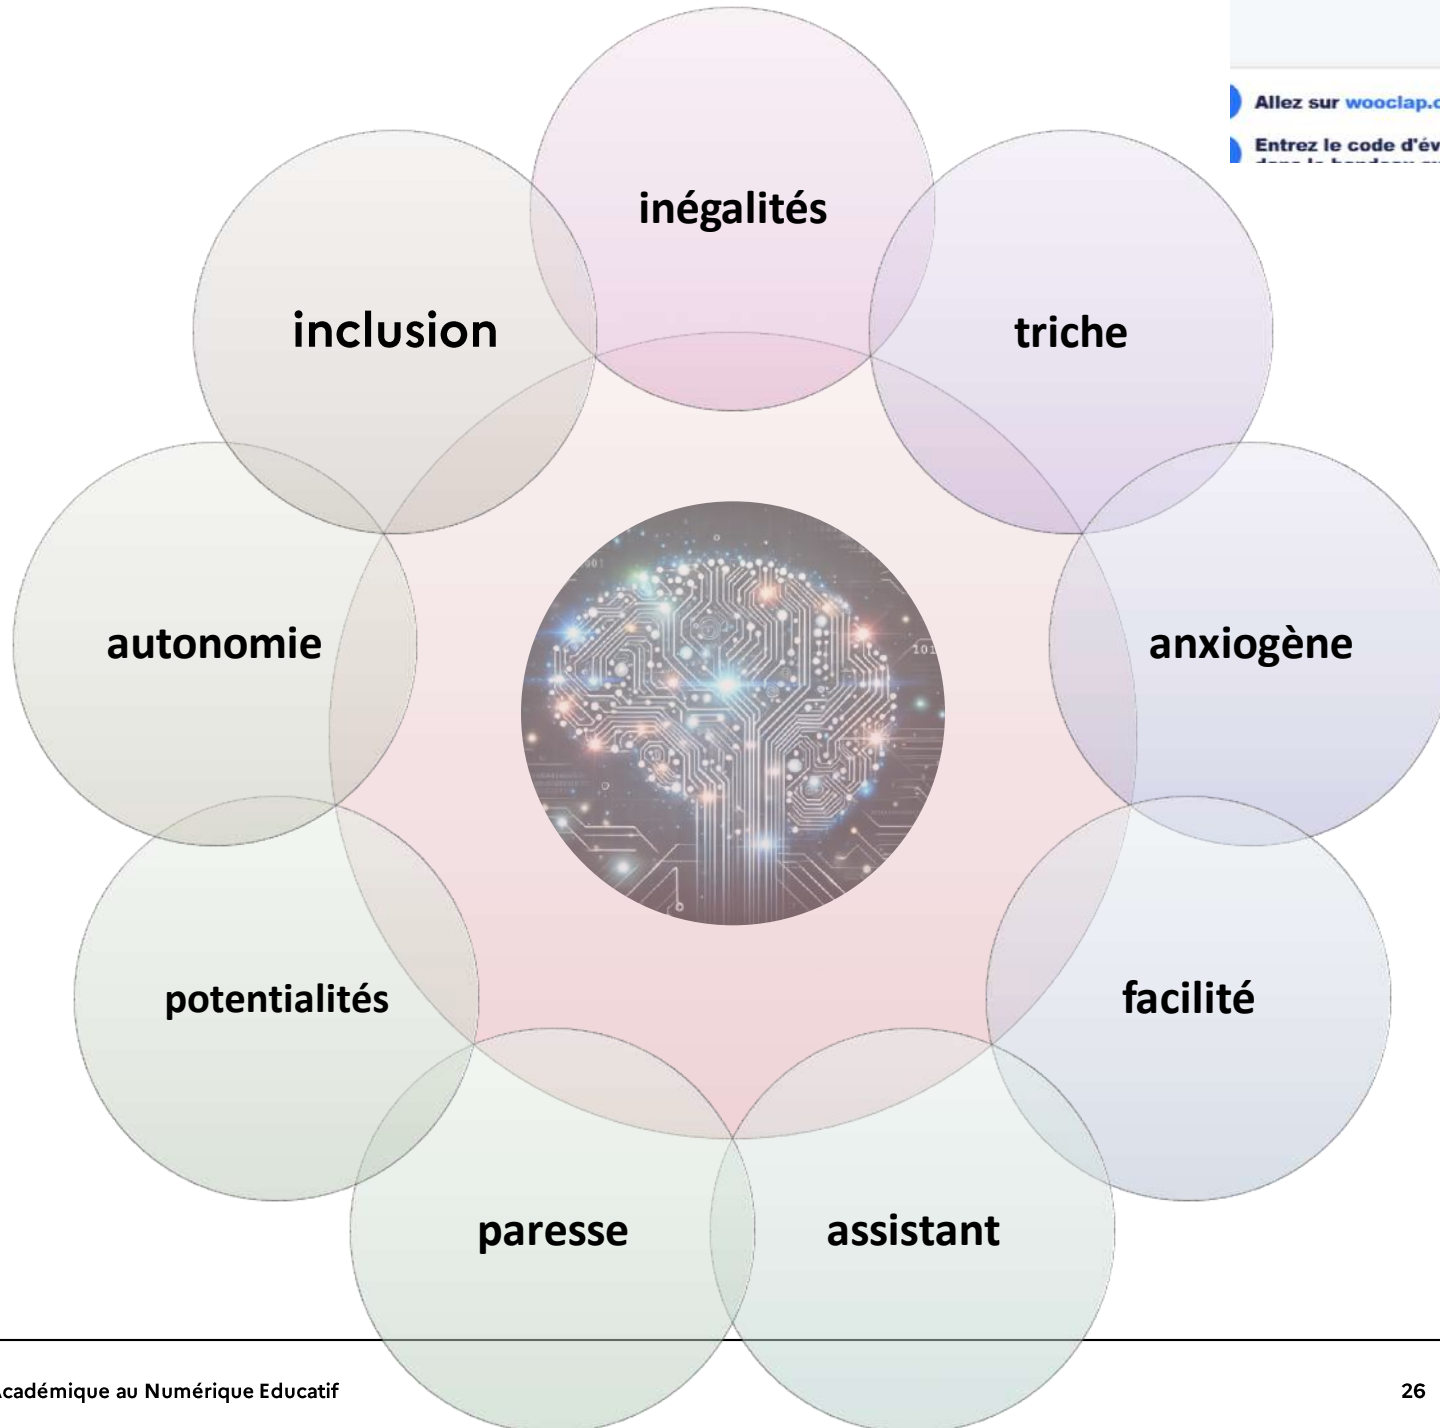 Allez sur wooclap.c
Entrez le code d'év
inégalités
inclusion
triche
autonomie
anxiogène
potentialités
facilité
paresse
assistant
cadémique au Numérique Educatif
26